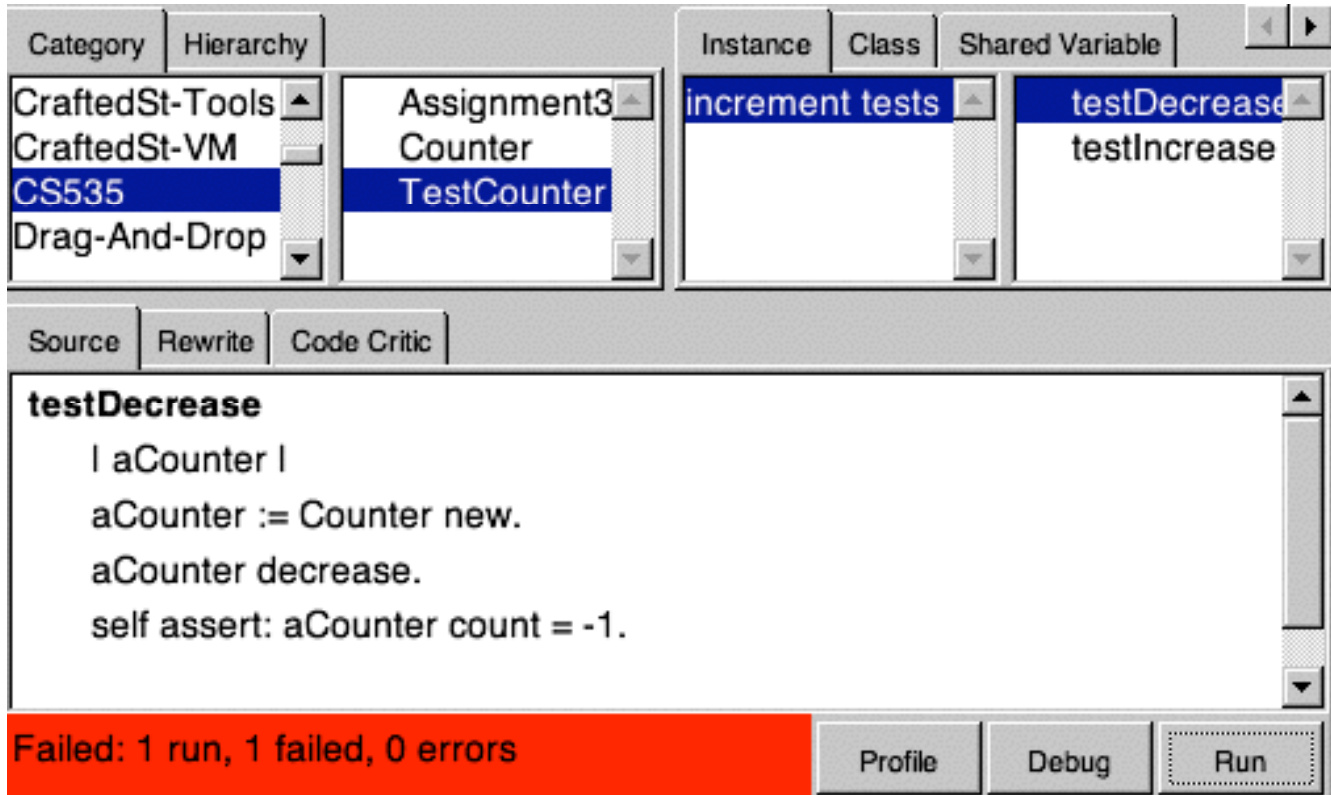 Category Hierarchy Instance Class Shared Variable
CraftedSt-Tools Assignment3 increment tests testDecrease
CraftedSt-VM Counter testIncrease
CS535 TestCounter
Drag-And-Drop
Source Rewrite Code Critic
testDecrease
| aCounter |
aCounter := Counter new.
aCounter decrease.
self assert: aCounter count = -1.
Failed: 1 run, 1 failed, 0 errors Profile Debug Run